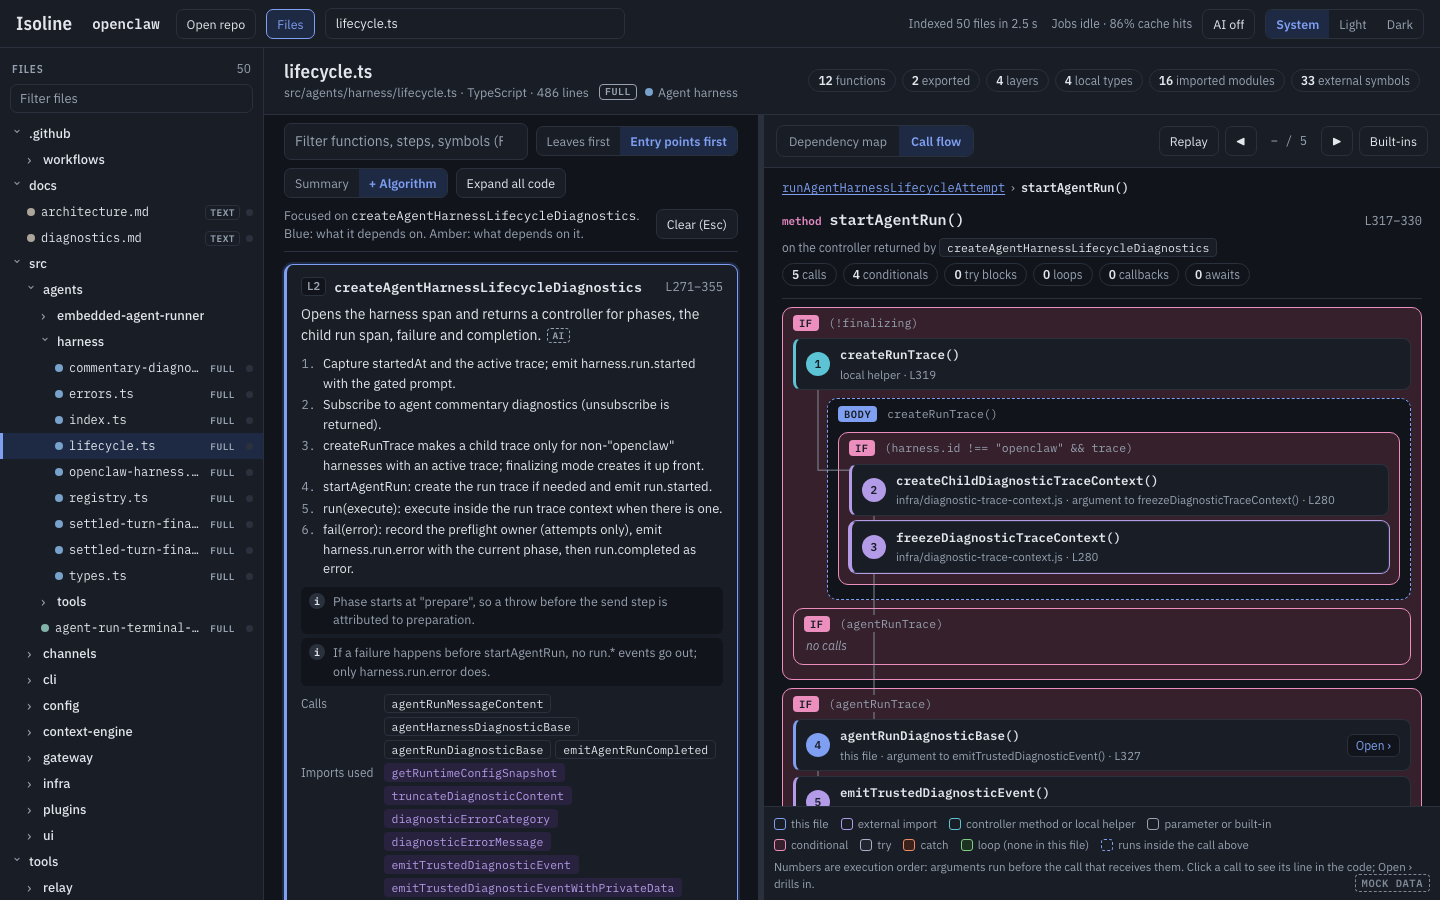 Isoline openclaw Open repo Files lifecycle.ts Indexed 50 files in 2.5 s Jobs idle · 86% cache hits AI off System Light Dark
FILES 50
Filter files
.github
workflows
docs
architecture.md TEXT
diagnostics.md TEXT
src
agents
embedded-agent-runner
harness
commentary-diagno… FULL
errors.ts FULL
index.ts FULL
lifecycle.ts FULL
openclaw-harness.… FULL
registry.ts FULL
settled-turn-fina… FULL
settled-turn-fina… FULL
types.ts FULL
tools
agent-run-terminal-… FULL
channels
cli
config
context-engine
gateway
infra
plugins
ui
tools
relay
lifecycle.ts
src/agents/harness/lifecycle.ts · TypeScript · 486 lines FULL Agent harness
12 functions 2 exported 4 layers 4 local types 16 imported modules 33 external symbols
Filter functions, steps, symbols (F Leaves first Entry points first
Summary + Algorithm Expand all code
Focused on createAgentHarnessLifecycleDiagnostics.
Blue: what it depends on. Amber: what depends on it.
Clear (Esc)
L2 createAgentHarnessLifecycleDiagnostics L271–355
Opens the harness span and returns a controller for phases, the
child run span, failure and completion. AI
1. Capture startedAt and the active trace; emit harness.run.started
with the gated prompt.
2. Subscribe to agent commentary diagnostics (unsubscribe is
returned).
3. createRunTrace makes a child trace only for non-"openclaw"
harnesses with an active trace; finalizing mode creates it up front.
4. startAgentRun: create the run trace if needed and emit run.started.
5. run(execute): execute inside the run trace context when there is one.
6. fail(error): record the preflight owner (attempts only), emit
harness.run.error with the current phase, then run.completed as
error.
i Phase starts at "prepare", so a throw before the send step is
attributed to preparation.
i If a failure happens before startAgentRun, no run.* events go out;
only harness.run.error does.
Calls agentRunMessageContent
agentHarnessDiagnosticBase
agentRunDiagnosticBase emitAgentRunCompleted
Imports used getRuntimeConfigSnapshot
truncateDiagnosticContent
diagnosticErrorCategory
diagnosticErrorMessage
emitTrustedDiagnosticEvent
emitTrustedDiagnosticEventWithPrivateData
Dependency map Call flow Replay ◀ – / 5 ▶ Built-ins
runAgentHarnessLifecycleAttempt › startAgentRun()
method startAgentRun() L317–330
on the controller returned by createAgentHarnessLifecycleDiagnostics
5 calls 4 conditionals 0 try blocks 0 loops 0 callbacks 0 awaits
IF (!finalizing)
1 createRunTrace()
local helper · L319
BODY createRunTrace()
IF (harness.id !== "openclaw" && trace)
2 createChildDiagnosticTraceContext()
infra/diagnostic-trace-context.js · argument to freezeDiagnosticTraceContext() · L280
3 freezeDiagnosticTraceContext()
infra/diagnostic-trace-context.js · L280
IF (agentRunTrace)
no calls
IF (agentRunTrace)
4 agentRunDiagnosticBase()
this file · argument to emitTrustedDiagnosticEvent() · L327
Open ›
5 emitTrustedDiagnosticEvent()
this file external import controller method or local helper parameter or built-in
conditional try catch loop (none in this file) runs inside the call above
Numbers are execution order: arguments run before the call that receives them. Click a call to see its line in the code; Open ›
drills in.
MOCK DATA